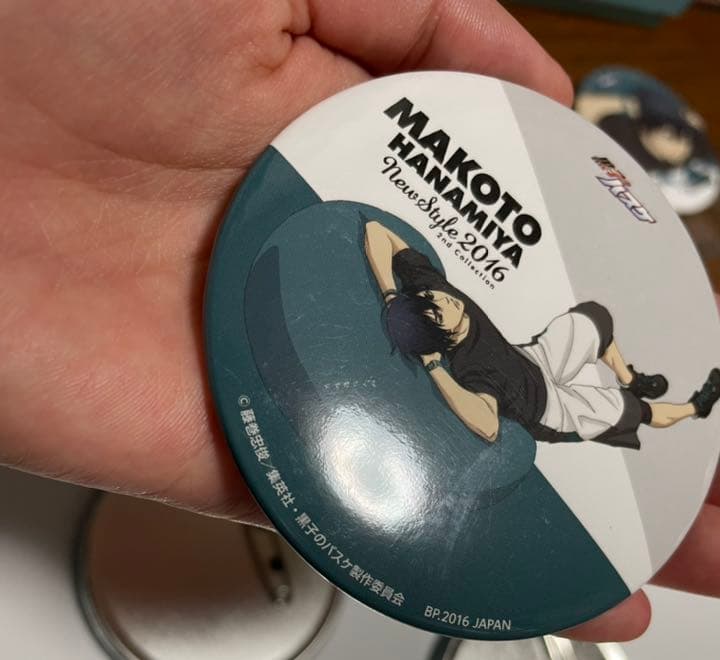 MAKOTO
HANAMIYA
New Style 2016
2nd Collection
© 藤巻忠俊／集英社・黒子のバスケ製作委員会
BP.2016 JAPAN